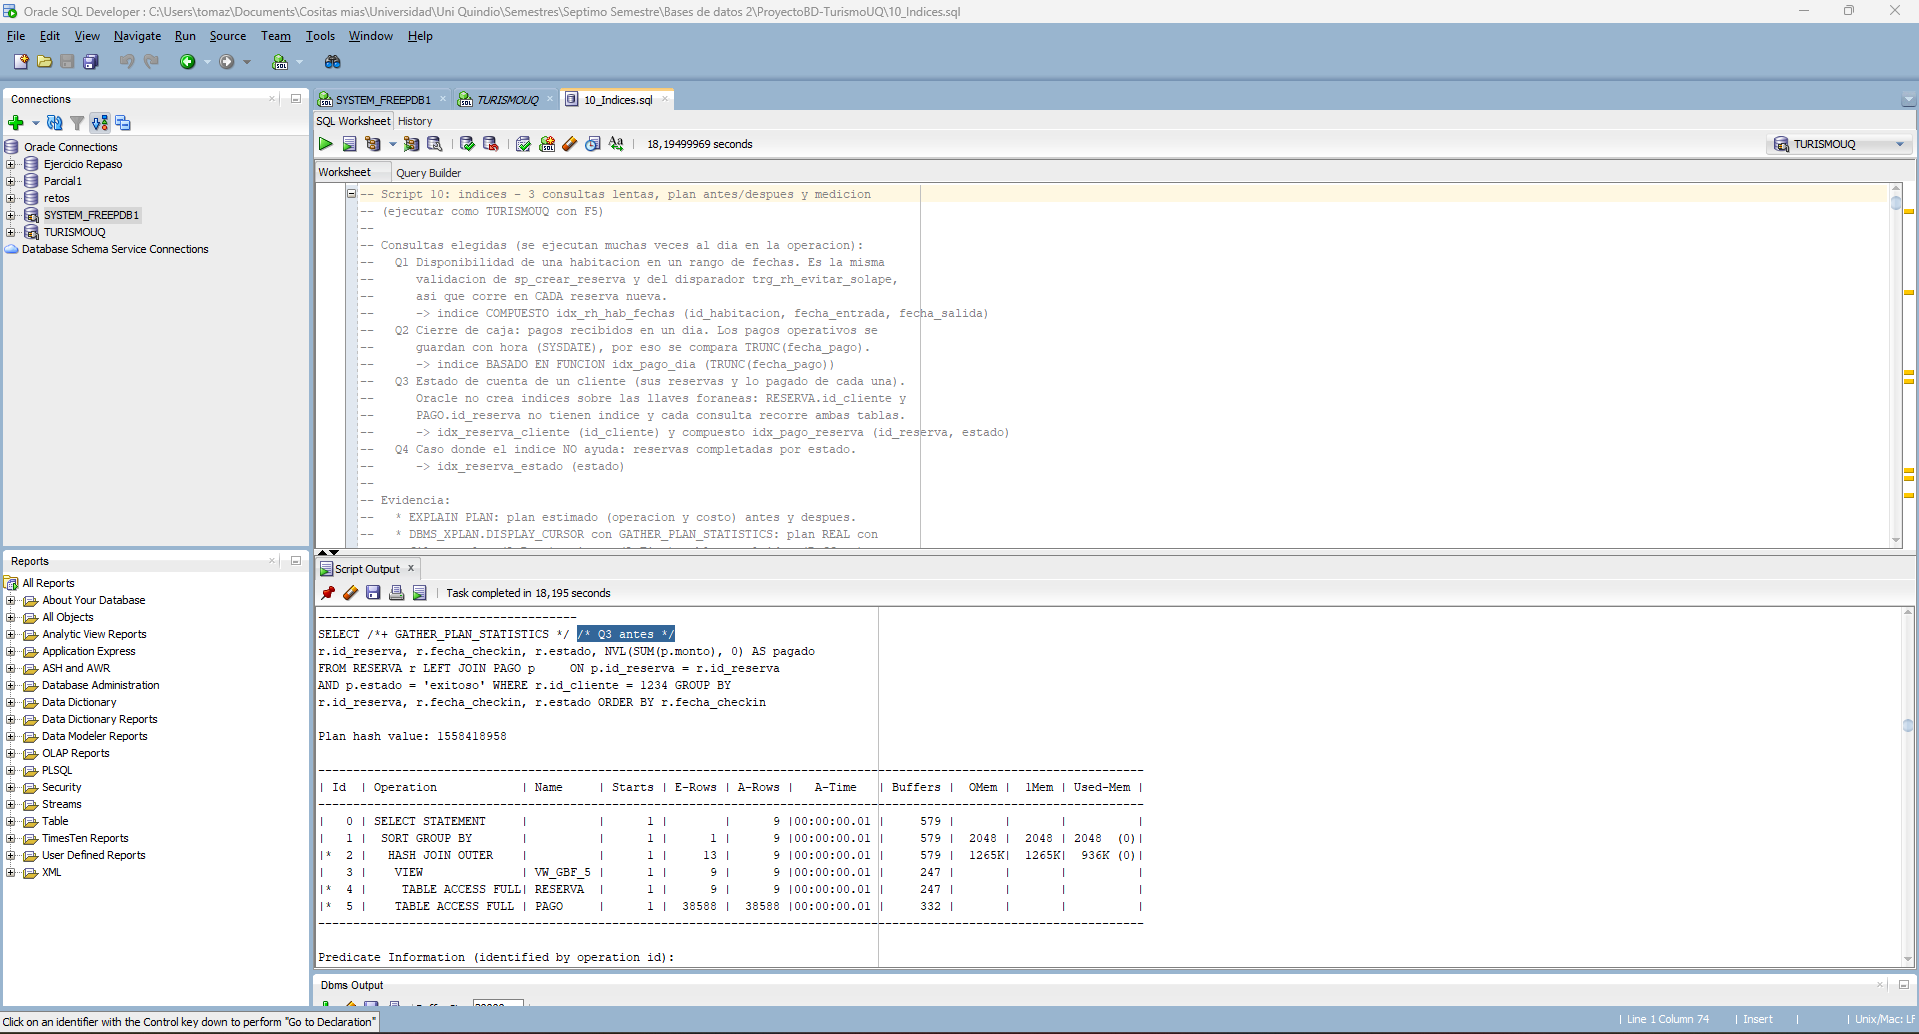 Oracle SQL Developer : C:\Users\tomaz\Documents\Cositas mias\Universidad\Uni Quindio\Semestres\Septimo Semestre\Bases de datos 2\ProyectoBD-TurismoUQ\10_Indices.sql
File Edit View Navigate Run Source Team Tools Window Help
Connections
Oracle Connections
Ejercicio Repaso
Parcial1
retos
SYSTEM_FREEPDB1
TURISMOUQ
Database Schema Service Connections
Reports
All Reports
About Your Database
All Objects
Analytic View Reports
Application Express
ASH and AWR
Database Administration
Data Dictionary
Data Dictionary Reports
Data Modeler Reports
OLAP Reports
PLSQL
Security
Streams
Table
TimesTen Reports
User Defined Reports
XML
SYSTEM_FREEPDB1 TURISMOUQ 10_Indices.sql
SQL Worksheet History
18,19499969 seconds
TURISMOUQ
Worksheet Query Builder
-- Script 10: indices - 3 consultas lentas, plan antes/despues y medicion
-- (ejecutar como TURISMOUQ con F5)
--
-- Consultas elegidas (se ejecutan muchas veces al dia en la operacion):
--   Q1 Disponibilidad de una habitacion en un rango de fechas. Es la misma
--      validacion de sp_crear_reserva y del disparador trg_rh_evitar_solape,
--      asi que corre en CADA reserva nueva.
--      -> indice COMPUESTO idx_rh_hab_fechas (id_habitacion, fecha_entrada, fecha_salida)
--   Q2 Cierre de caja: pagos recibidos en un dia. Los pagos operativos se
--      guardan con hora (SYSDATE), por eso se compara TRUNC(fecha_pago).
--      -> indice BASADO EN FUNCION idx_pago_dia (TRUNC(fecha_pago))
--   Q3 Estado de cuenta de un cliente (sus reservas y lo pagado de cada una).
--      Oracle no crea indices sobre las llaves foraneas: RESERVA.id_cliente y
--      PAGO.id_reserva no tienen indice y cada consulta recorre ambas tablas.
--      -> idx_reserva_cliente (id_cliente) y compuesto idx_pago_reserva (id_reserva, estado)
--   Q4 Caso donde el indice NO ayuda: reservas completadas por estado.
--      -> idx_reserva_estado (estado)
--
-- Evidencia:
--   * EXPLAIN PLAN: plan estimado (operacion y costo) antes y despues.
--   * DBMS_XPLAN.DISPLAY_CURSOR con GATHER_PLAN_STATISTICS: plan REAL con
Script Output
Task completed in 18,195 seconds
-------------------------------------
SELECT /*+ GATHER_PLAN_STATISTICS */ /* Q3 antes */
r.id_reserva, r.fecha_checkin, r.estado, NVL(SUM(p.monto), 0) AS pagado
FROM RESERVA r LEFT JOIN PAGO p     ON p.id_reserva = r.id_reserva
AND p.estado = 'exitoso' WHERE r.id_cliente = 1234 GROUP BY
r.id_reserva, r.fecha_checkin, r.estado ORDER BY r.fecha_checkin
Plan hash value: 1558418958
----------------------------------------------------------------------------------------------------------------------
| Id  | Operation            | Name     | Starts | E-Rows | A-Rows |   A-Time   | Buffers |  OMem |  1Mem | Used-Mem |
----------------------------------------------------------------------------------------------------------------------
|   0 | SELECT STATEMENT     |          |      1 |        |      9 |00:00:00.01 |     579 |       |       |          |
|   1 |  SORT GROUP BY       |          |      1 |      1 |      9 |00:00:00.01 |     579 |  2048 |  2048 | 2048  (0)|
|*  2 |   HASH JOIN OUTER    |          |      1 |     13 |      9 |00:00:00.01 |     579 |  1265K|  1265K|  936K (0)|
|   3 |    VIEW              | VW_GBF_5 |      1 |      9 |      9 |00:00:00.01 |     247 |       |       |          |
|*  4 |     TABLE ACCESS FULL| RESERVA  |      1 |      9 |      9 |00:00:00.01 |     247 |       |       |          |
|*  5 |    TABLE ACCESS FULL | PAGO     |      1 |  38588 |  38588 |00:00:00.01 |     332 |       |       |          |
----------------------------------------------------------------------------------------------------------------------
Predicate Information (identified by operation id):
Dbms Output
Click on an identifier with the Control key down to perform "Go to Declaration"
Line 1 Column 74 Insert Unix/Mac: LF